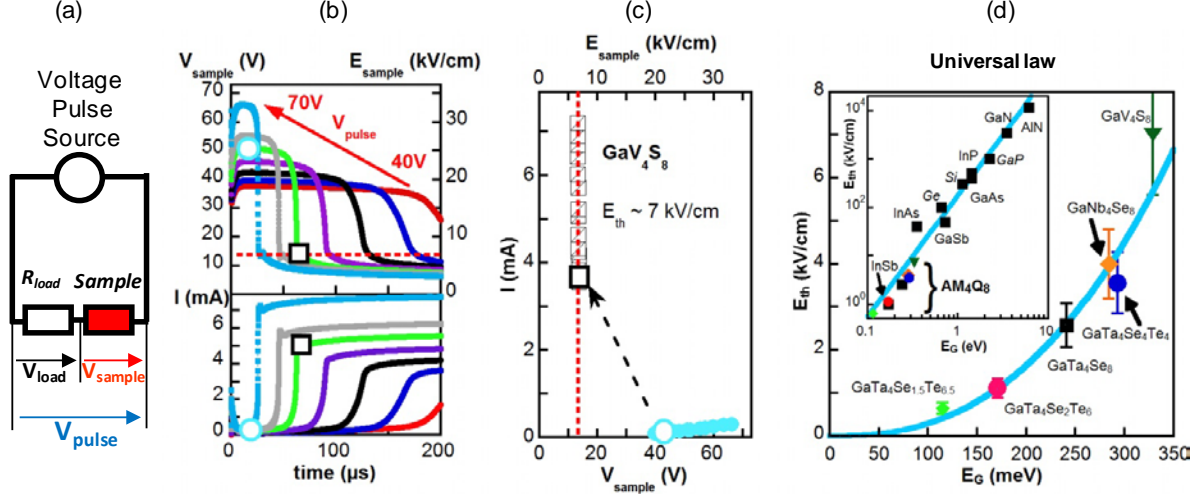 (a)
(b)
(c)
(d)
Voltage
Pulse
Source
R_load
Sample
V_load
V_sample
V_pulse
V_sample (V)
E_sample (kV/cm)
70
60
50
40
30
20
10
0
30
20
10
0
70V
V_pulse
40V
I (mA)
6
4
2
0
0
100
200
time (µs)
E_sample (kV/cm)
0
10
20
30
I (mA)
6
4
2
0
GaV4S8
E_th ~ 7 kV/cm
0
20
40
60
V_sample (V)
Universal law
E_th (kV/cm)
8
6
4
2
0
0
50
100
150
200
250
300
350
E_G (meV)
GaV4S8
GaNb4Se8
GaTa4Se4Te4
GaTa4Se8
GaTa4Se2Te6
GaTa4Se1.5Te6.5
E_th (kV/cm)
10^4
10^2
10^0
0.1
1
10
E_G (eV)
GaN
AlN
InP
GaP
Si
GaAs
Ge
GaSb
InAs
InSb
AM4Q8